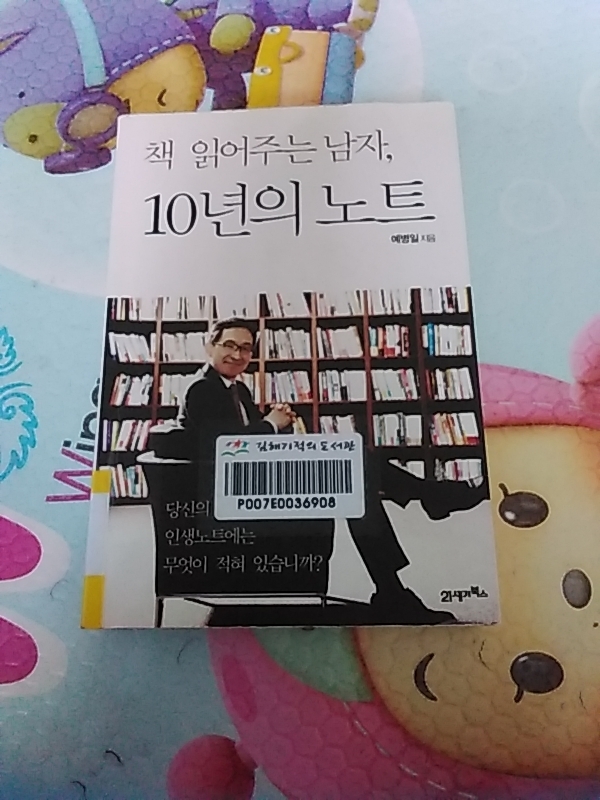 책 읽어주는 남자,
10년의 노트
예병일 지음
김해기적의 도서관
P007E0036908
당신의
인생노트에는
무엇이 적혀 있습니까?
21세기북스